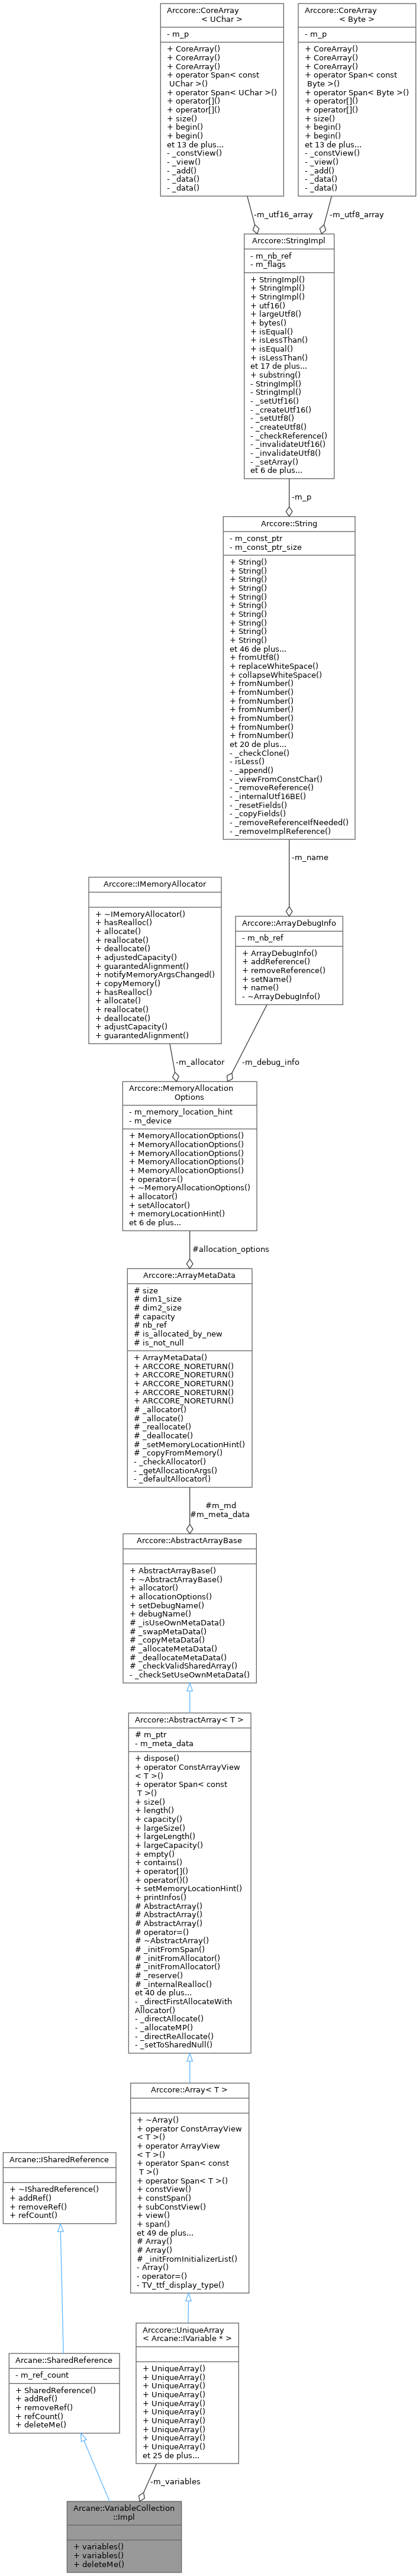 Arccore::CoreArray
< UChar >
- m_p
+ CoreArray()
+ CoreArray()
+ CoreArray()
+ operator Span< const
UChar >()
+ operator Span< UChar >()
+ operator[]()
+ operator[]()
+ size()
+ begin()
+ begin()
et 13 de plus...
- _constView()
- _view()
- _add()
- _data()
- _data()
Arccore::CoreArray
< Byte >
- m_p
+ CoreArray()
+ CoreArray()
+ CoreArray()
+ operator Span< const
Byte >()
+ operator Span< Byte >()
+ operator[]()
+ operator[]()
+ size()
+ begin()
+ begin()
et 13 de plus...
- _constView()
- _view()
- _add()
- _data()
- _data()
-m_utf16_array
-m_utf8_array
Arccore::StringImpl
- m_nb_ref
- m_flags
+ StringImpl()
+ StringImpl()
+ StringImpl()
+ utf16()
+ largeUtf8()
+ bytes()
+ isEqual()
+ isLessThan()
+ isEqual()
+ isLessThan()
et 17 de plus...
+ substring()
- StringImpl()
- StringImpl()
- _setUtf16()
- _createUtf16()
- _setUtf8()
- _createUtf8()
- _checkReference()
- _invalidateUtf16()
- _invalidateUtf8()
- _setArray()
et 6 de plus...
-m_p
Arccore::String
- m_const_ptr
- m_const_ptr_size
+ String()
+ String()
+ String()
+ String()
+ String()
+ String()
+ String()
+ String()
+ String()
+ String()
et 46 de plus...
+ fromUtf8()
+ replaceWhiteSpace()
+ collapseWhiteSpace()
+ fromNumber()
+ fromNumber()
+ fromNumber()
+ fromNumber()
+ fromNumber()
+ fromNumber()
+ fromNumber()
et 20 de plus...
- _checkClone()
- isLess()
- _append()
- _viewFromConstChar()
- _removeReference()
- _internalUtf16BE()
- _resetFields()
- _copyFields()
- _removeReferenceIfNeeded()
- _removeImplReference()
-m_name
Arccore::IMemoryAllocator
+ ~IMemoryAllocator()
+ hasRealloc()
+ allocate()
+ reallocate()
+ deallocate()
+ adjustedCapacity()
+ guarantedAlignment()
+ notifyMemoryArgsChanged()
+ copyMemory()
+ hasRealloc()
+ allocate()
+ reallocate()
+ deallocate()
+ adjustCapacity()
+ guarantedAlignment()
Arccore::ArrayDebugInfo
- m_nb_ref
+ ArrayDebugInfo()
+ addReference()
+ removeReference()
+ setName()
+ name()
- ~ArrayDebugInfo()
-m_allocator
-m_debug_info
Arccore::MemoryAllocation
Options
- m_memory_location_hint
- m_device
+ MemoryAllocationOptions()
+ MemoryAllocationOptions()
+ MemoryAllocationOptions()
+ MemoryAllocationOptions()
+ MemoryAllocationOptions()
+ operator=()
+ ~MemoryAllocationOptions()
+ allocator()
+ setAllocator()
+ memoryLocationHint()
et 6 de plus...
#allocation_options
Arccore::ArrayMetaData
# size
# dim1_size
# dim2_size
# capacity
# nb_ref
# is_allocated_by_new
# is_not_null
+ ArrayMetaData()
+ ARCCORE_NORETURN()
+ ARCCORE_NORETURN()
+ ARCCORE_NORETURN()
+ ARCCORE_NORETURN()
+ ARCCORE_NORETURN()
# _allocator()
# _allocate()
# _reallocate()
# _deallocate()
# _setMemoryLocationHint()
# _copyFromMemory()
- _checkAllocator()
- _getAllocationArgs()
- _defaultAllocator()
#m_md
#m_meta_data
Arccore::AbstractArrayBase
+ AbstractArrayBase()
+ ~AbstractArrayBase()
+ allocator()
+ allocationOptions()
+ setDebugName()
+ debugName()
# _isUseOwnMetaData()
# _swapMetaData()
# _copyMetaData()
# _allocateMetaData()
# _deallocateMetaData()
# _checkValidSharedArray()
- _checkSetUseOwnMetaData()
Arccore::AbstractArray< T >
# m_ptr
- m_meta_data
+ dispose()
+ operator ConstArrayView
< T >()
+ operator Span< const
T >()
+ size()
+ length()
+ capacity()
+ largeSize()
+ largeLength()
+ largeCapacity()
+ empty()
+ contains()
+ operator[]()
+ operator()()
+ setMemoryLocationHint()
+ printInfos()
# AbstractArray()
# AbstractArray()
# AbstractArray()
# operator=()
# ~AbstractArray()
# _initFromSpan()
# _initFromAllocator()
# _initFromAllocator()
# _reserve()
# _internalRealloc()
et 40 de plus...
- _directFirstAllocateWith
Allocator()
- _directAllocate()
- _allocateMP()
- _directReAllocate()
- _setToSharedNull()
Arccore::Array< T >
+ ~Array()
+ operator ConstArrayView
< T >()
+ operator ArrayView
< T >()
+ operator Span< const
T >()
+ operator Span< T >()
+ constView()
+ constSpan()
+ subConstView()
+ view()
+ span()
et 49 de plus...
# Array()
# Array()
# _initFromInitializerList()
- Array()
- operator=()
- TV_ttf_display_type()
Arcane::ISharedReference
+ ~ISharedReference()
+ addRef()
+ removeRef()
+ refCount()
Arcane::SharedReference
- m_ref_count
+ SharedReference()
+ addRef()
+ removeRef()
+ refCount()
+ deleteMe()
Arccore::UniqueArray
< Arcane::IVariable * >
+ UniqueArray()
+ UniqueArray()
+ UniqueArray()
+ UniqueArray()
+ UniqueArray()
+ UniqueArray()
+ UniqueArray()
+ UniqueArray()
+ UniqueArray()
+ UniqueArray()
et 25 de plus...
-m_variables
Arcane::VariableCollection
::Impl
+ variables()
+ variables()
+ deleteMe()